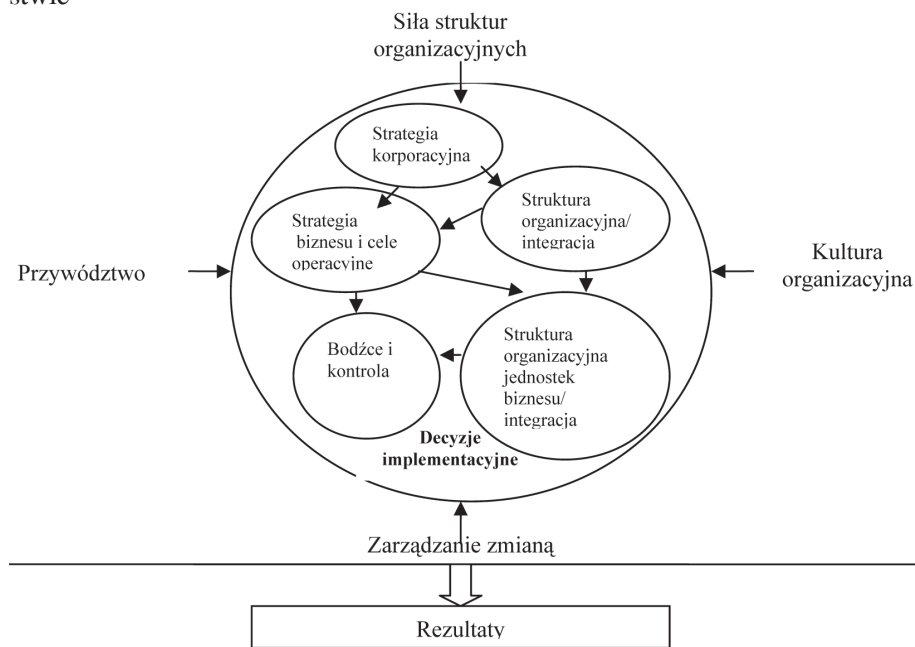 stwie
Siła struktur
organizacyjnych
Strategia
korporacyjna
Struktura
organizacyjna/
integracja
Strategia
biznesu i cele
operacyjne
Przywództwo
Kultura
organizacyjna
Bodźce i
kontrola
Struktura
organizacyjna
jednostek
biznesu/
integracja
Decyzje
implementacyjne
Zarządzanie zmianą
Rezultaty